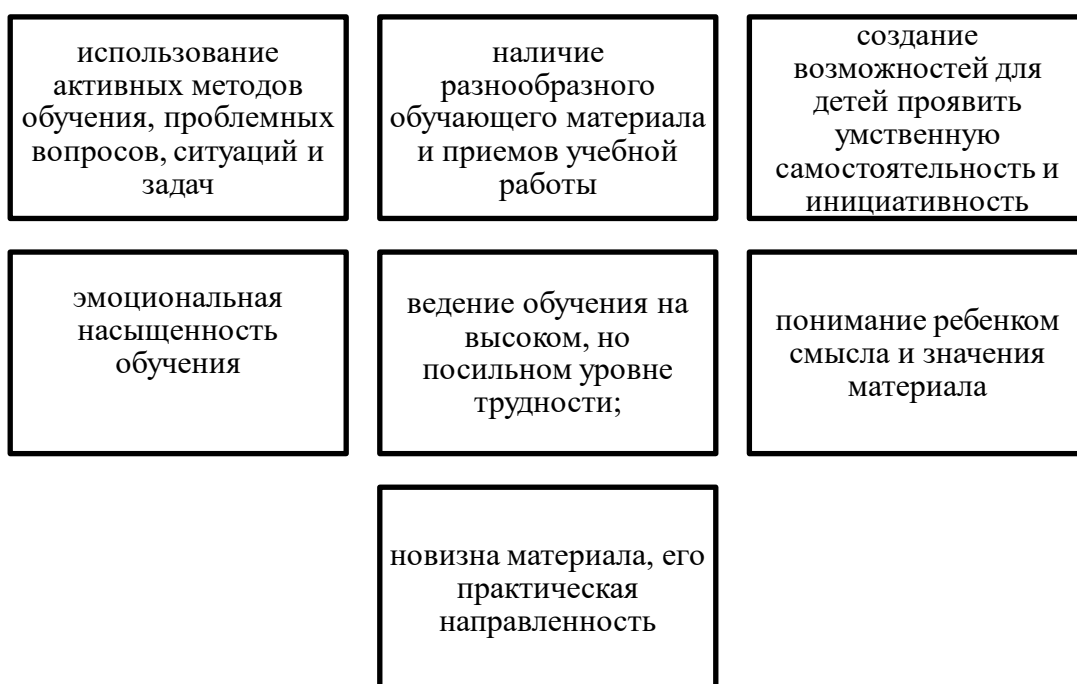 использование
активных методов
обучения, проблемных
вопросов, ситуаций и
задач
наличие
разнообразного
обучающего материала
и приемов учебной
работы
создание
возможностей для
детей проявить
умственную
самостоятельность и
инициативность
эмоциональная
насыщенность
обучения
ведение обучения на
высоком, но
посильном уровне
трудности;
понимание ребенком
смысла и значения
материала
новизна материала, его
практическая
направленность